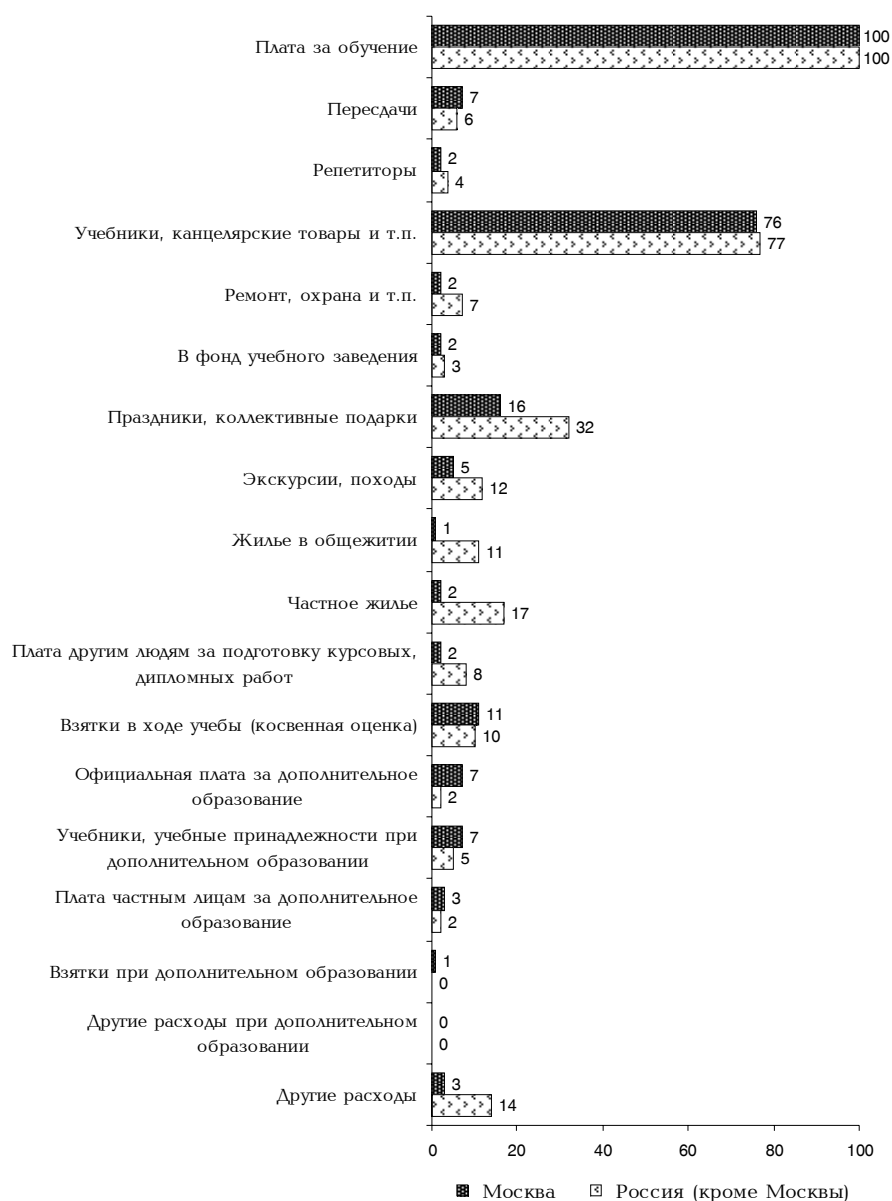 Плата за обучение
100
100
Пересдачи
7
6
Репетиторы
2
4
Учебники, канцелярские товары и т.п.
76
77
Ремонт, охрана и т.п.
2
7
В фонд учебного заведения
2
3
Праздники, коллективные подарки
16
32
Экскурсии, походы
5
12
Жилье в общежитии
1
11
Частное жилье
2
17
Плата другим людям за подготовку курсовых,
дипломных работ
2
8
Взятки в ходе учебы (косвенная оценка)
11
10
Официальная плата за дополнительное
образование
7
2
Учебники, учебные принадлежности при
дополнительном образовании
7
5
Плата частным лицам за дополнительное
образование
3
2
Взятки при дополнительном образовании
1
0
Другие расходы при дополнительном
образовании
0
0
Другие расходы
3
14
0 20 40 60 80 100
Москва Россия (кроме Москвы)